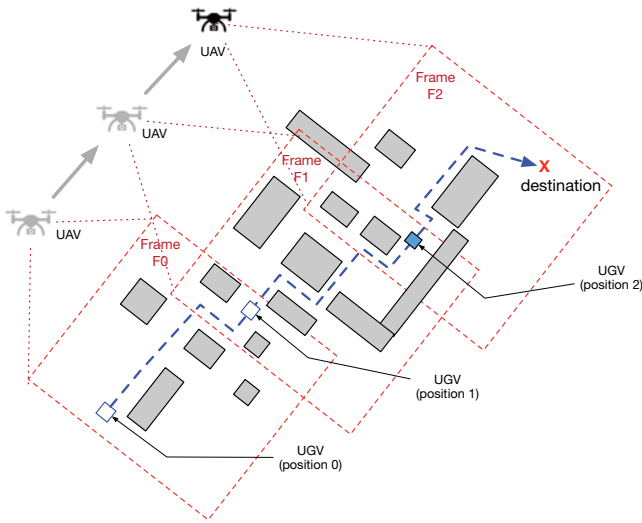 UAV
Frame
F2
UAV
Frame
F1
X
destination
UAV
Frame
F0
UGV
(position 2)
UGV
(position 1)
UGV
(position 0)